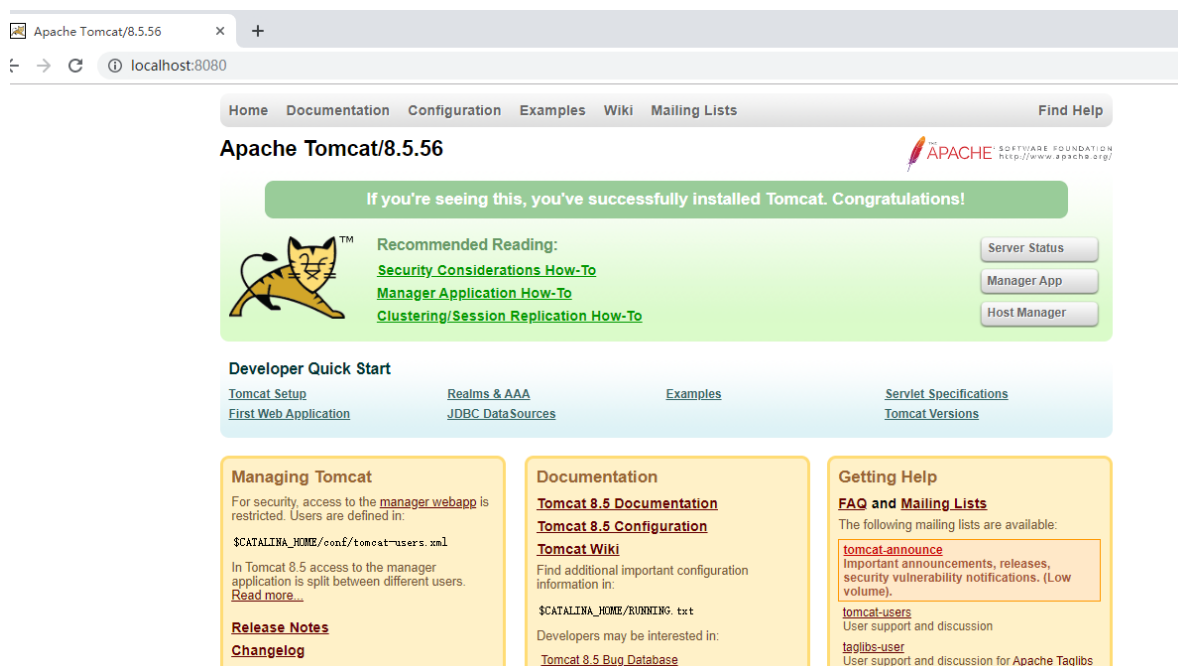 Apache Tomcat/8.5.56
localhost:8080
Home Documentation Configuration Examples Wiki Mailing Lists Find Help
Apache Tomcat/8.5.56
THE APACHE SOFTWARE FOUNDATION
http://www.apache.org/
If you're seeing this, you've successfully installed Tomcat. Congratulations!
TM
Recommended Reading:
Security Considerations How-To
Manager Application How-To
Clustering/Session Replication How-To
Server Status
Manager App
Host Manager
Developer Quick Start
Tomcat Setup
First Web Application
Realms & AAA
JDBC DataSources
Examples
Servlet Specifications
Tomcat Versions
Managing Tomcat
For security, access to the manager webapp is
restricted. Users are defined in:
$CATALINA_HOME/conf/tomcat-users.xml
In Tomcat 8.5 access to the manager
application is split between different users.
Read more...
Release Notes
Changelog
Documentation
Tomcat 8.5 Documentation
Tomcat 8.5 Configuration
Tomcat Wiki
Find additional important configuration
information in:
$CATALINA_HOME/RUNNING.txt
Developers may be interested in:
Tomcat 8.5 Bug Database
Getting Help
FAQ and Mailing Lists
The following mailing lists are available:
tomcat-announce
Important announcements, releases,
security vulnerability notifications. (Low
volume).
tomcat-users
User support and discussion
taglibs-user
User support and discussion for Apache Taglibs